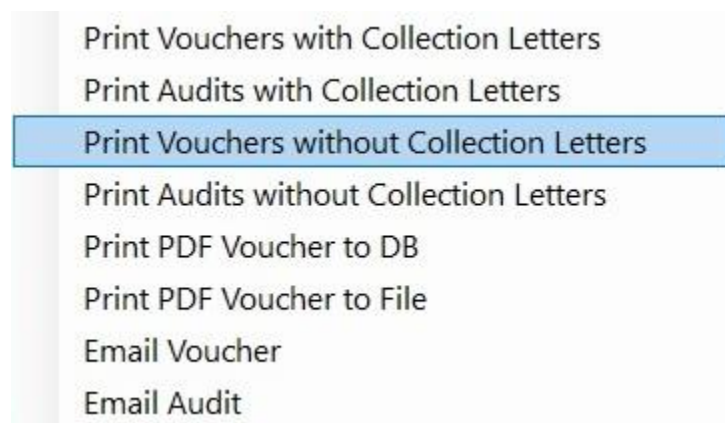 Print Vouchers with Collection Letters
Print Audits with Collection Letters
Print Vouchers without Collection Letters
Print Audits without Collection Letters
Print PDF Voucher to DB
Print PDF Voucher to File
Email Voucher
Email Audit